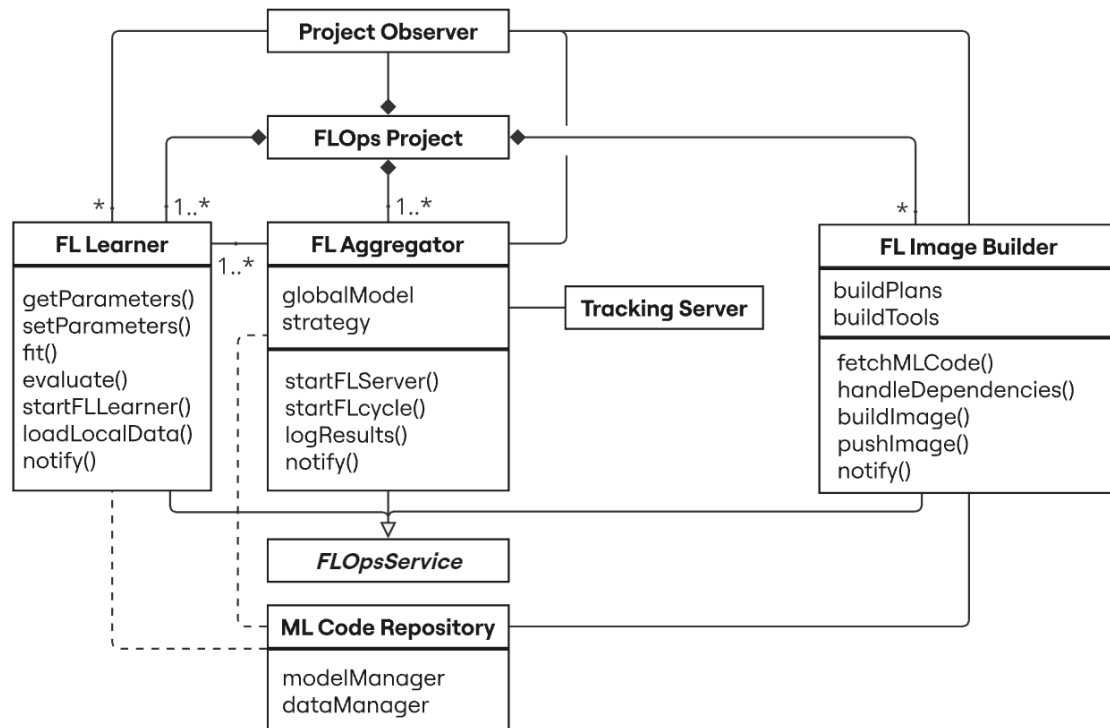 Project Observer
FLOps Project
*
1..*
1..*
*
FL Learner
getParameters()
setParameters()
fit()
evaluate()
startFLLearner()
loadLocalData()
notify()
1..*
FL Aggregator
globalModel
strategy
startFLServer()
startFLcycle()
logResults()
notify()
Tracking Server
FL Image Builder
buildPlans
buildTools
fetchMLCode()
handleDependencies()
buildImage()
pushImage()
notify()
FLOpsService
ML Code Repository
modelManager
dataManager